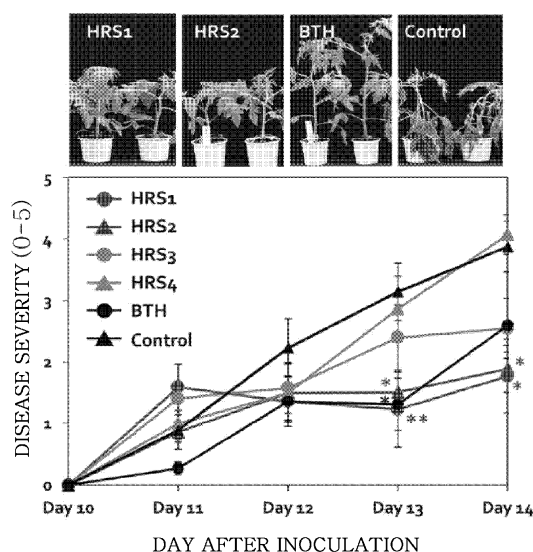 HRS1 HRS2 BTH Control
DISEASE SEVERITY (0-5)
5
4
3
2
1
0
HRS1
HRS2
HRS3
HRS4
BTH
Control
*
*
**
*
*
Day 10 Day 11 Day 12 Day 13 Day 14
DAY AFTER INOCULATION